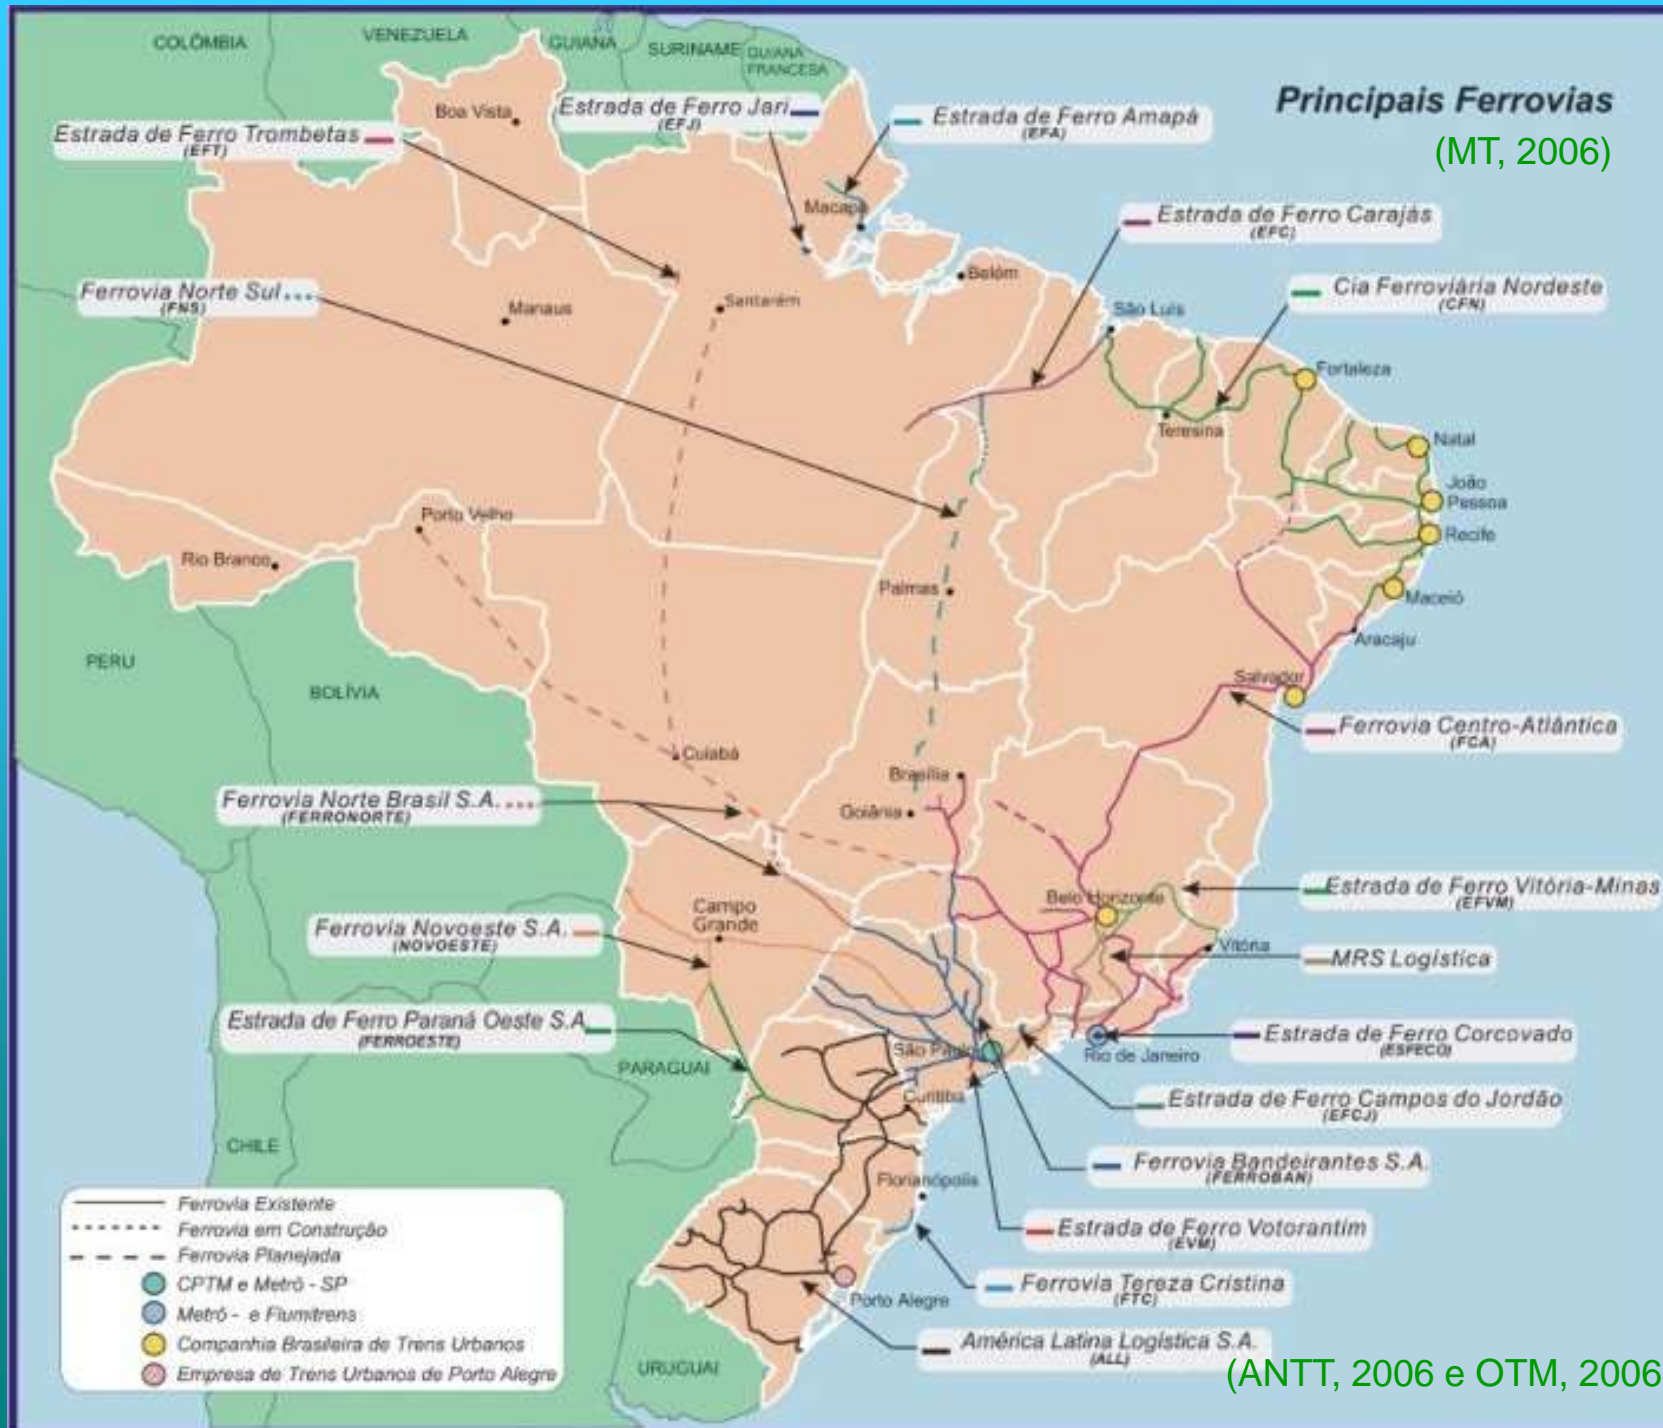 COLÔMBIA
VENEZUELA
GUIANA
SURINAME
GUIANA
FRANCESA
Principais Ferrovias
(MT, 2006)
Boa Vista
Estrada de Ferro Jari
(EFJ)
Estrada de Ferro Amapá
(EFA)
Estrada de Ferro Trombetas
(EFT)
Macapá
Estrada de Ferro Carajás
(EFC)
Belém
Ferrovia Norte Sul
(FNS)
Manaus
Santarém
São Luís
Cia Ferroviária Nordeste
(CFN)
Fortaleza
Teresina
Natal
João
Pessoa
Porto Velho
Recife
Rio Branco
Palmas
Maceió
Aracaju
PERU
BOLÍVIA
Salvador
Ferrovia Centro-Atlântica
(FCA)
Cuiabá
Brasília
Ferrovia Norte Brasil S.A.
(FERRONORTE)
Goiânia
Belo Horizonte
Estrada de Ferro Vitória-Minas
(EFVM)
Campo
Grande
Ferrovia Novoeste S.A.
(NOVOESTE)
Vitória
MRS Logística
Estrada de Ferro Paraná Oeste S.A
(FERROESTE)
São Paulo
Rio de Janeiro
Estrada de Ferro Corcovado
(ESFECO)
PARAGUAI
Curitiba
Estrada de Ferro Campos do Jordão
(EFCJ)
CHILE
Ferrovia Bandeirantes S.A.
(FERROBAN)
Florianópolis
Estrada de Ferro Votorantim
(EVM)
Ferrovia Tereza Cristina
(FTC)
Porto Alegre
América Latina Logística S.A.
(ALL)
URUGUAI
(ANTT, 2006 e OTM, 2006
Ferrovia Existente
Ferrovia em Construção
Ferrovia Planejada
CPTM e Metrô - SP
Metrô - e Flumitrens
Companhia Brasileira de Trens Urbanos
Empresa de Trens Urbanos de Porto Alegre